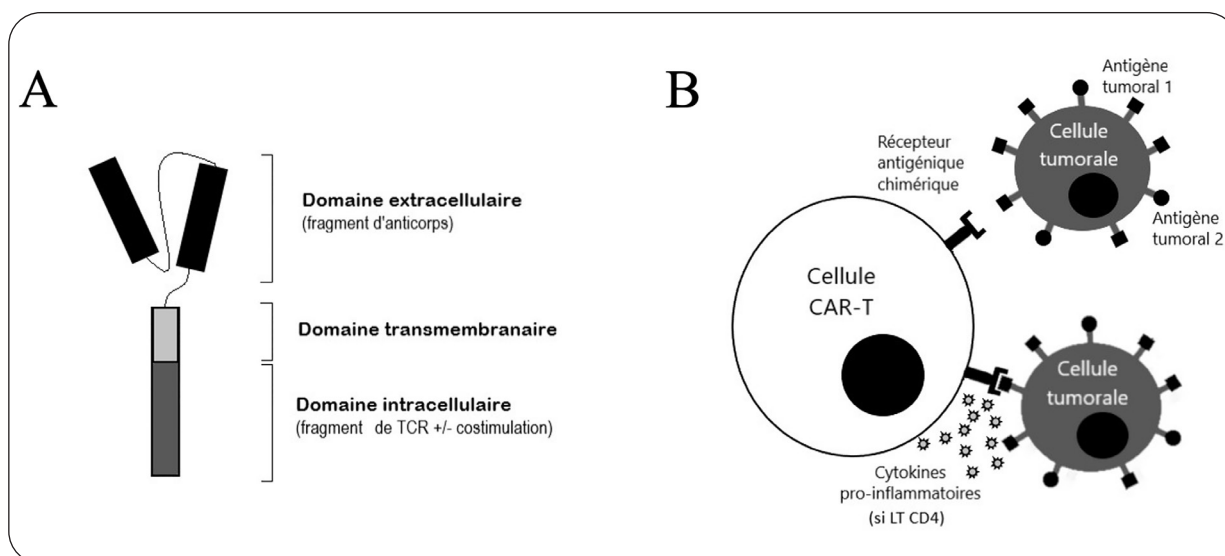 A
Domaine extracellulaire
(fragment d'anticorps)
Domaine transmembranaire
Domaine intracellulaire
(fragment de TCR +/- costimulation)
B
Antigène
tumoral 1
Cellule
tumorale
Récepteur
antigénique
chimérique
Antigène
tumoral 2
Cellule
CAR-T
Cellule
tumorale
Cytokines
pro-inflammatoires
(si LT CD4)